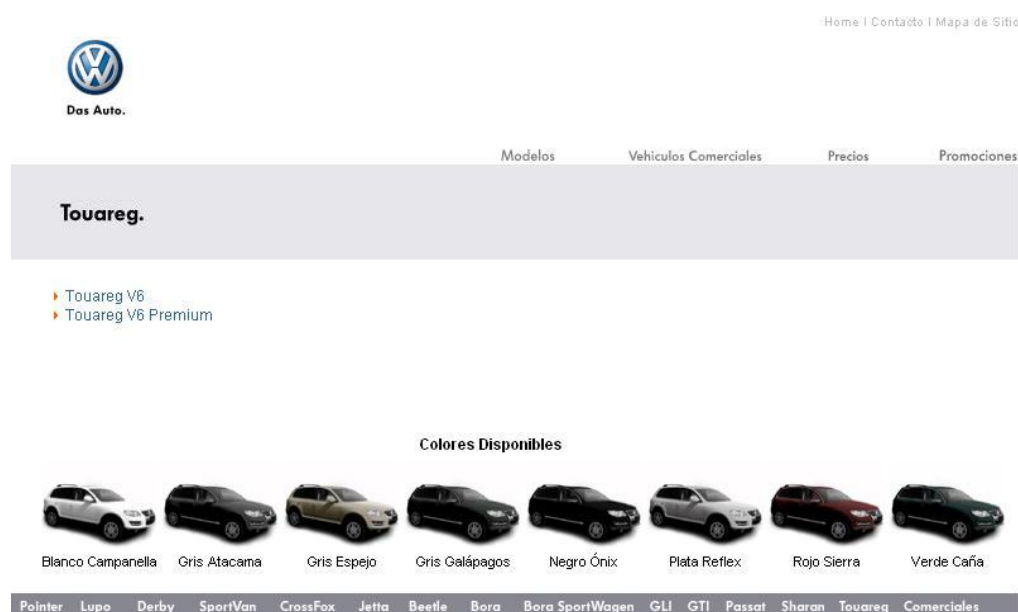 Home I Contacto I Mapa de Sitio
Das Auto.
Modelos Vehiculos Comerciales Precios Promociones
Touareg.
Touareg V6
Touareg V6 Premium
Colores Disponibles
Blanco Campanella Gris Atacama Gris Espejo Gris Galápagos Negro Ónix Plata Reflex Rojo Sierra Verde Caña
Pointer Lupo Derby SportVan CrossFox Jetta Beetle Bora Bora SportWagen GLI GTI Passat Sharan Touareg Comerciales